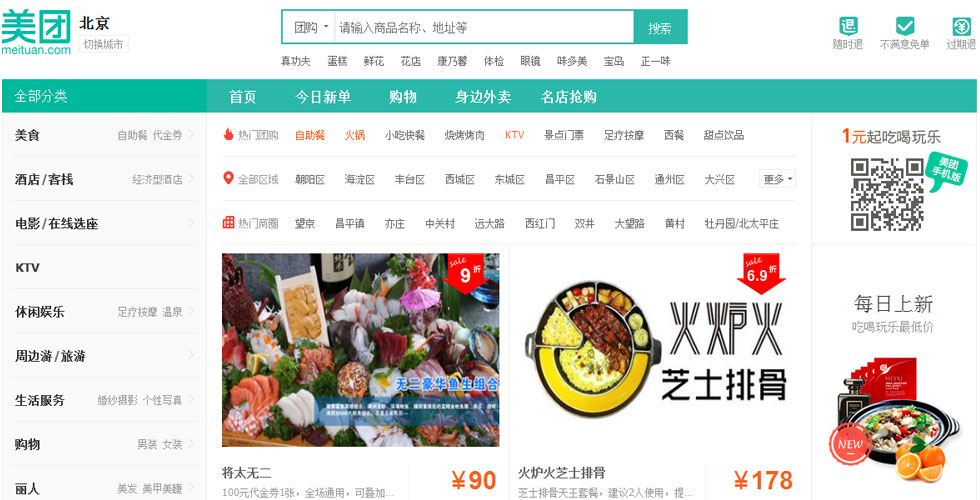 美团
meituan.com
北京
切换城市
团购
请输入商品名称、地址等
搜索
真功夫 蛋糕 鲜花 花店 康乃馨 体检 眼镜 味多美 宝岛 正一味
随时退 不满意免单 过期退
全部分类
首页 今日新单 购物 身边外卖 名店抢购
美食 自助餐 代金券
酒店/客栈 经济型酒店
电影/在线选座
KTV
休闲娱乐 足疗按摩 温泉
周边游/旅游
生活服务 婚纱摄影 个性写真
购物 男装 女装
丽人 美发 美甲美睫
热门团购 自助餐 火锅 小吃快餐 烧烤烤肉 KTV 景点门票 足疗按摩 西餐 甜点饮品
全部区域 朝阳区 海淀区 丰台区 西城区 东城区 昌平区 石景山区 通州区 大兴区 更多
热门商圈 望京 昌平镇 亦庄 中关村 远大路 西红门 双井 大望路 黄村 牡丹园/北太平庄
sale
9折
无二豪华鱼生组合
将太无二
100元代金券1张，全场通用，可叠加...
¥90
sale
6.9折
火炉火
芝士排骨
火炉火芝士排骨
芝士排骨天王套餐，建议2人使用，提...
¥178
1元起吃喝玩乐
美团
手机版
每日上新
吃喝玩乐最低价
NEW